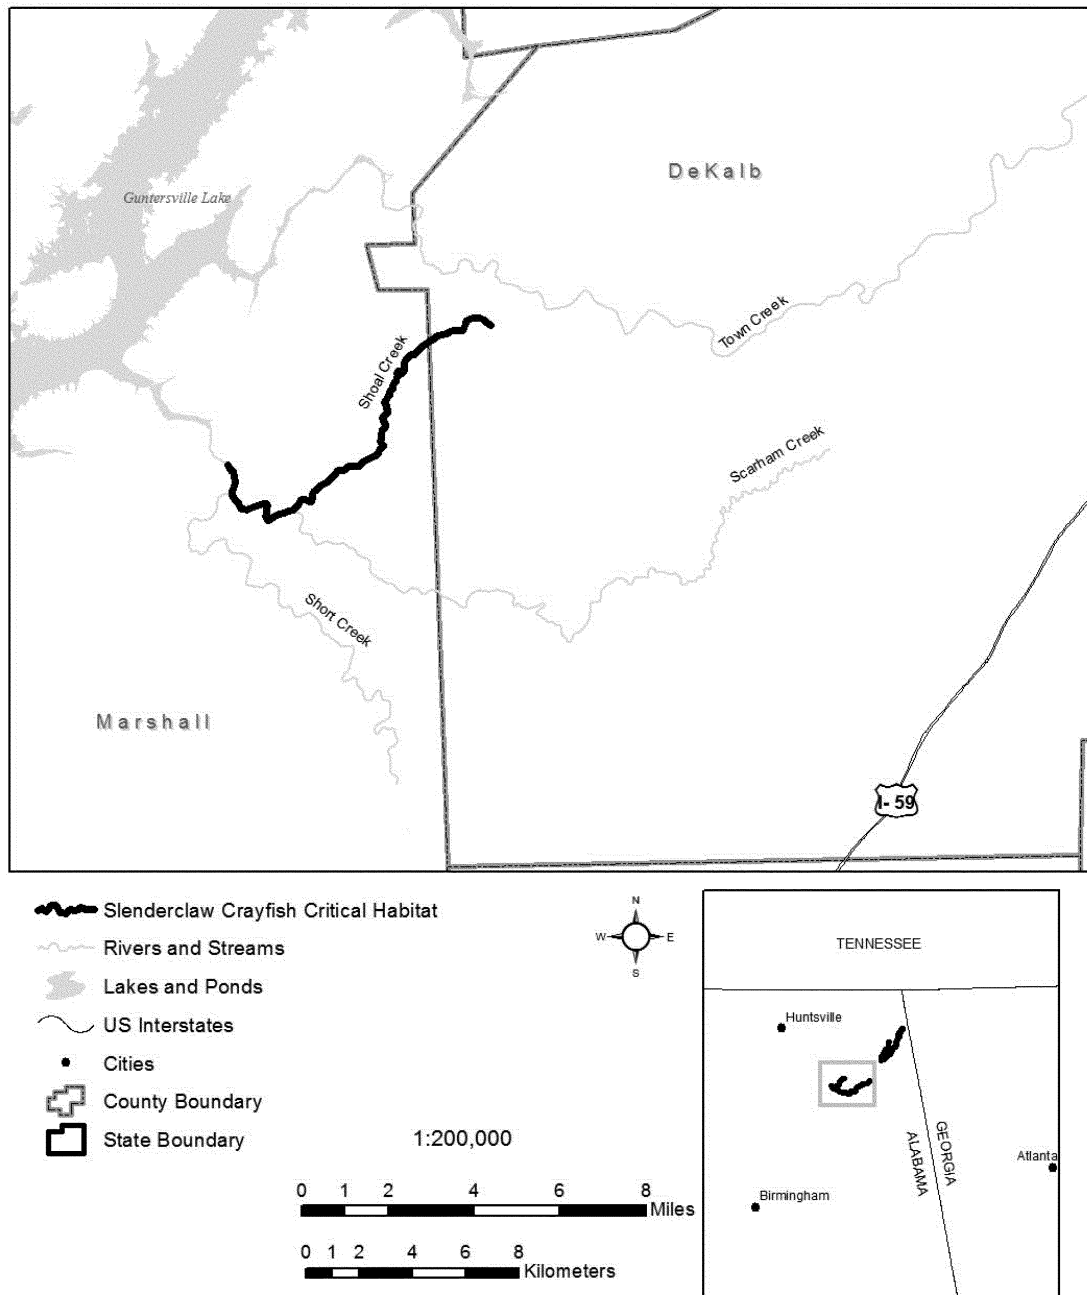 DeKalb
Guntersville Lake
Town Creek
Shoal Creek
Scarham Creek
Short Creek
Marshall
I- 59
Slenderclaw Crayfish Critical Habitat
Rivers and Streams
Lakes and Ponds
US Interstates
Cities
County Boundary
State Boundary
N
W E
S
1:200,000
0 1 2 4 6 8 Miles
0 1 2 4 6 8 Kilometers
TENNESSEE
Huntsville
GEORGIA
ALABAMA
Atlanta
Birmingham